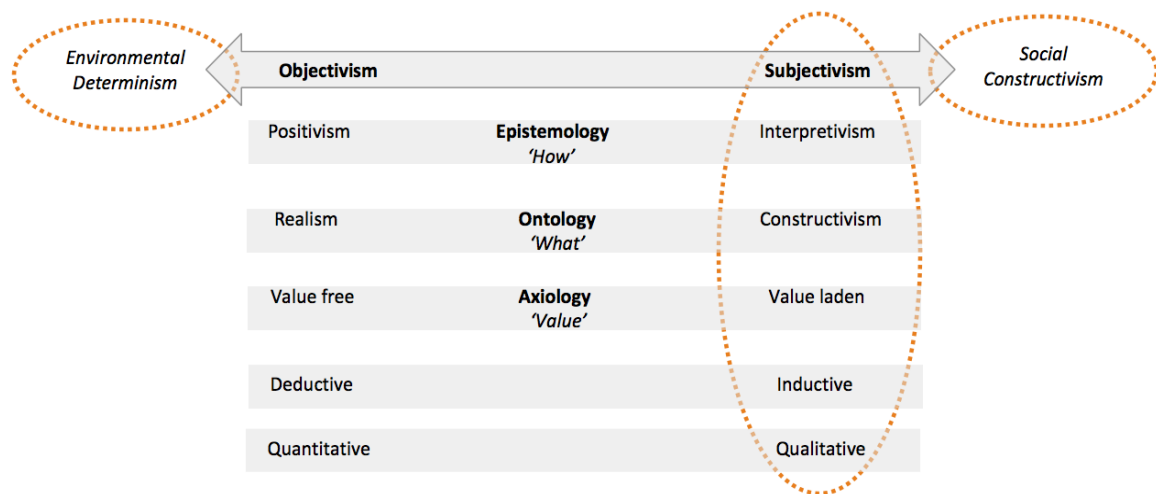 Environmental
Determinism
Objectivism
Subjectivism
Social
Constructivism
Positivism
Epistemology
‘How’
Interpretivism
Realism
Ontology
‘What’
Constructivism
Value free
Axiology
‘Value’
Value laden
Deductive
Inductive
Quantitative
Qualitative